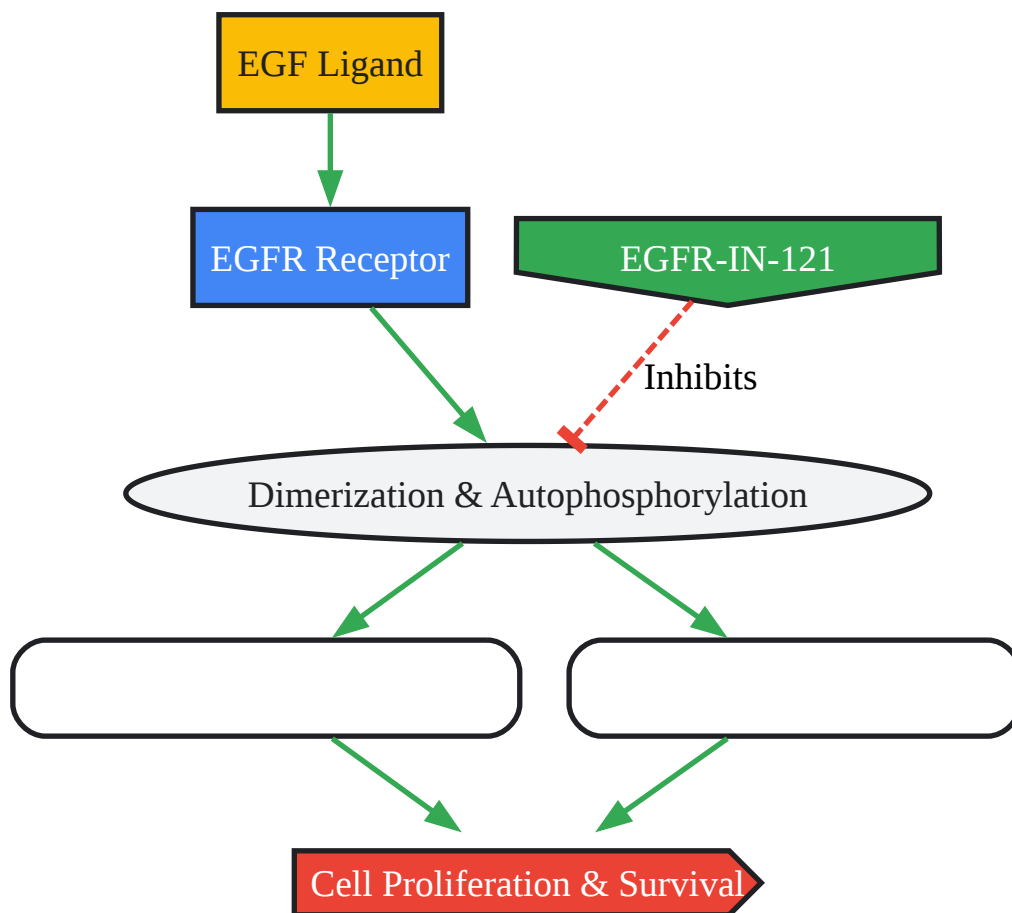 EGF Ligand
EGFR Receptor
EGFR-IN-121
Inhibits
Dimerization & Autophosphorylation
Cell Proliferation & Survival